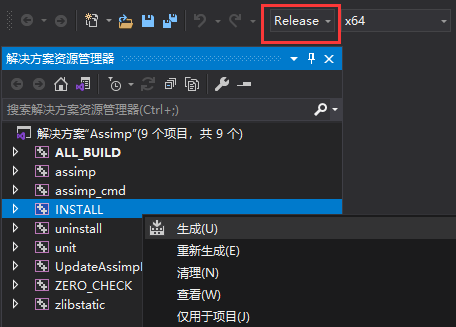 Release x64
解决方案资源管理器
搜索解决方案资源管理器(Ctrl+;)
解决方案"Assimp"(9 个项目，共 9 个)
ALL_BUILD
assimp
assimp_cmd
INSTALL
uninstall
生成(U)
unit
重新生成(E)
UpdateAssimp
清理(N)
ZERO_CHECK
查看(W)
zlibstatic
仅用于项目(J)